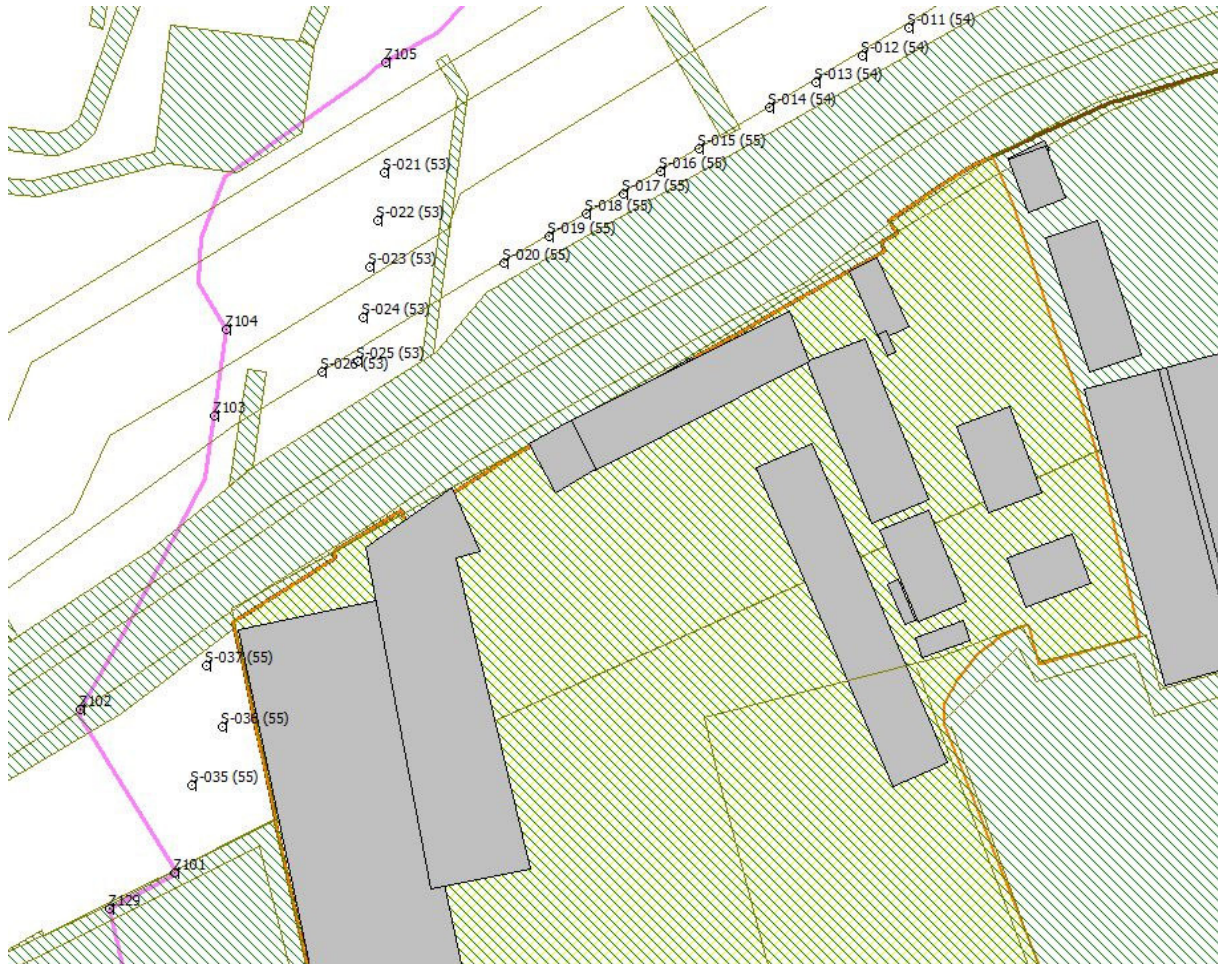 S-011 (54)
S-012 (54)
Z105
S-013 (54)
S-014 (54)
S-015 (55)
S-016 (55)
S-021 (53)
S-017 (55)
S-018 (55)
S-022 (53)
S-019 (55)
S-020 (55)
S-023 (53)
S-024 (53)
Z104
S-025 (53)
S-026 (53)
Z103
S-037 (55)
Z102
S-036 (55)
S-035 (55)
Z101
Z129